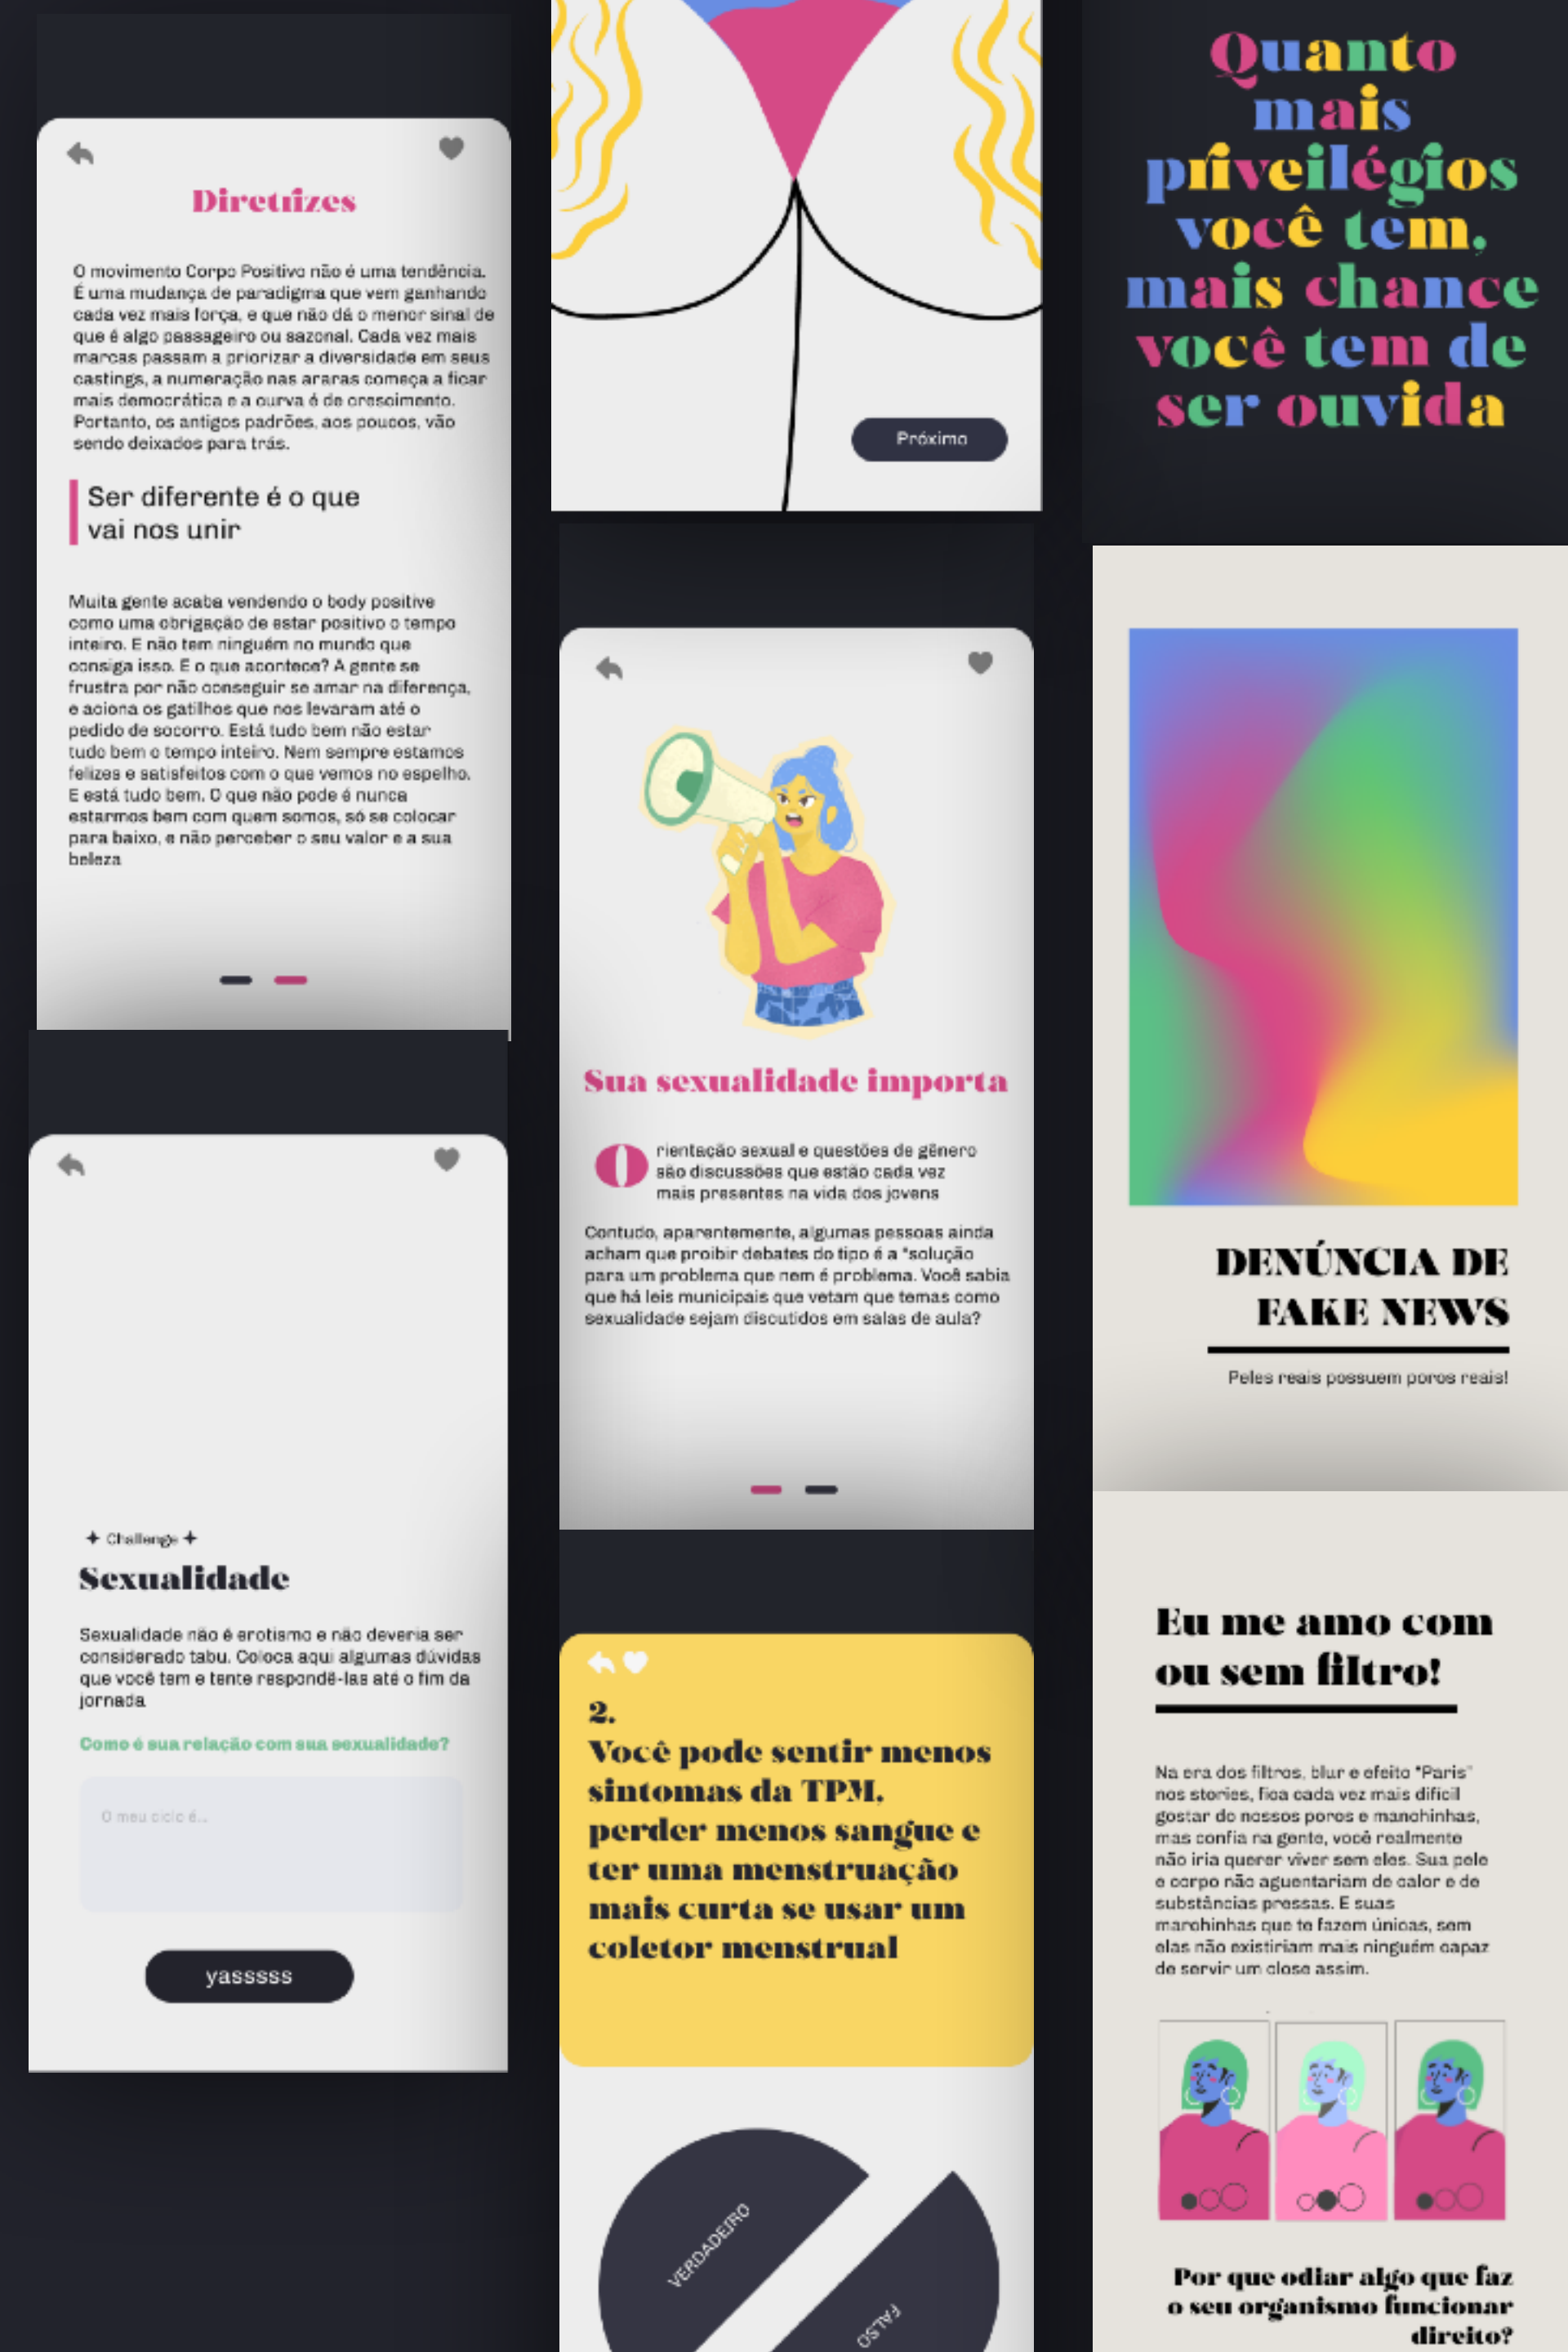 Diretrizes
O movimento Corpo Positivo não é uma tendência.
É uma mudança de paradigma que vem ganhando
cada vez mais força, e que não dá o menor sinal de
que é algo passageiro ou sazonal. Cada vez mais
marcas passam a priorizar a diversidade em seus
castings, a numeração nas araras começa a ficar
mais democrática e a curva é de crescimento.
Portanto, os antigos padrões, aos poucos, vão
sendo deixados para trás.
Ser diferente é o que
vai nos unir
Muita gente acaba vendendo o body positive
como uma obrigação de estar positivo o tempo
inteiro. E não tem ninguém no mundo que
consiga isso. E o que acontece? A gente se
frustra por não conseguir se amar na diferença,
e aciona os gatilhos que nos levaram até o
pedido de socorro. Está tudo bem não estar
tudo bem o tempo inteiro. Nem sempre estamos
felizes e satisfeitos com o que vemos no espelho.
E está tudo bem. O que não pode é nunca
estarmos bem com quem somos, só se colocar
para baixo, e não perceber o seu valor e a sua
beleza
Challenge
Sexualidade
Sexualidade não é erotismo e não deveria ser
considerado tabu. Coloca aqui algumas dúvidas
que você tem e tente respondê-las até o fim da
jornada
Como é sua relação com sua sexualidade?
O meu ciclo é...
yasssss
Próximo
Sua sexualidade importa
Orientação sexual e questões de gênero
são discussões que estão cada vez
mais presentes na vida dos jovens
Contudo, aparentemente, algumas pessoas ainda
acham que proibir debates do tipo é a "solução
para um problema que nem é problema. Você sabia
que há leis municipais que vetam que temas como
sexualidade sejam discutidos em salas de aula?
2.
Você pode sentir menos
sintomas da TPM,
perder menos sangue e
ter uma menstruação
mais curta se usar um
coletor menstrual
VERDADEIRO
FALSO
Quanto
mais
priveilégios
você tem,
mais chance
você tem de
ser ouvida
DENÚNCIA DE
FAKE NEWS
Peles reais possuem poros reais!
Eu me amo com
ou sem filtro!
Na era dos filtros, blur e efeito "Paris"
nos stories, fica cada vez mais difícil
gostar de nossos poros e manchinhas,
mas confia na gente, você realmente
não iria querer viver sem eles. Sua pele
e corpo não aguentariam de calor e de
substâncias pressas. E suas
marchinhas que te fazem únicas, sem
elas não existiriam mais ninguém capaz
de servir um close assim.
Por que odiar algo que faz
o seu organismo funcionar
direito?